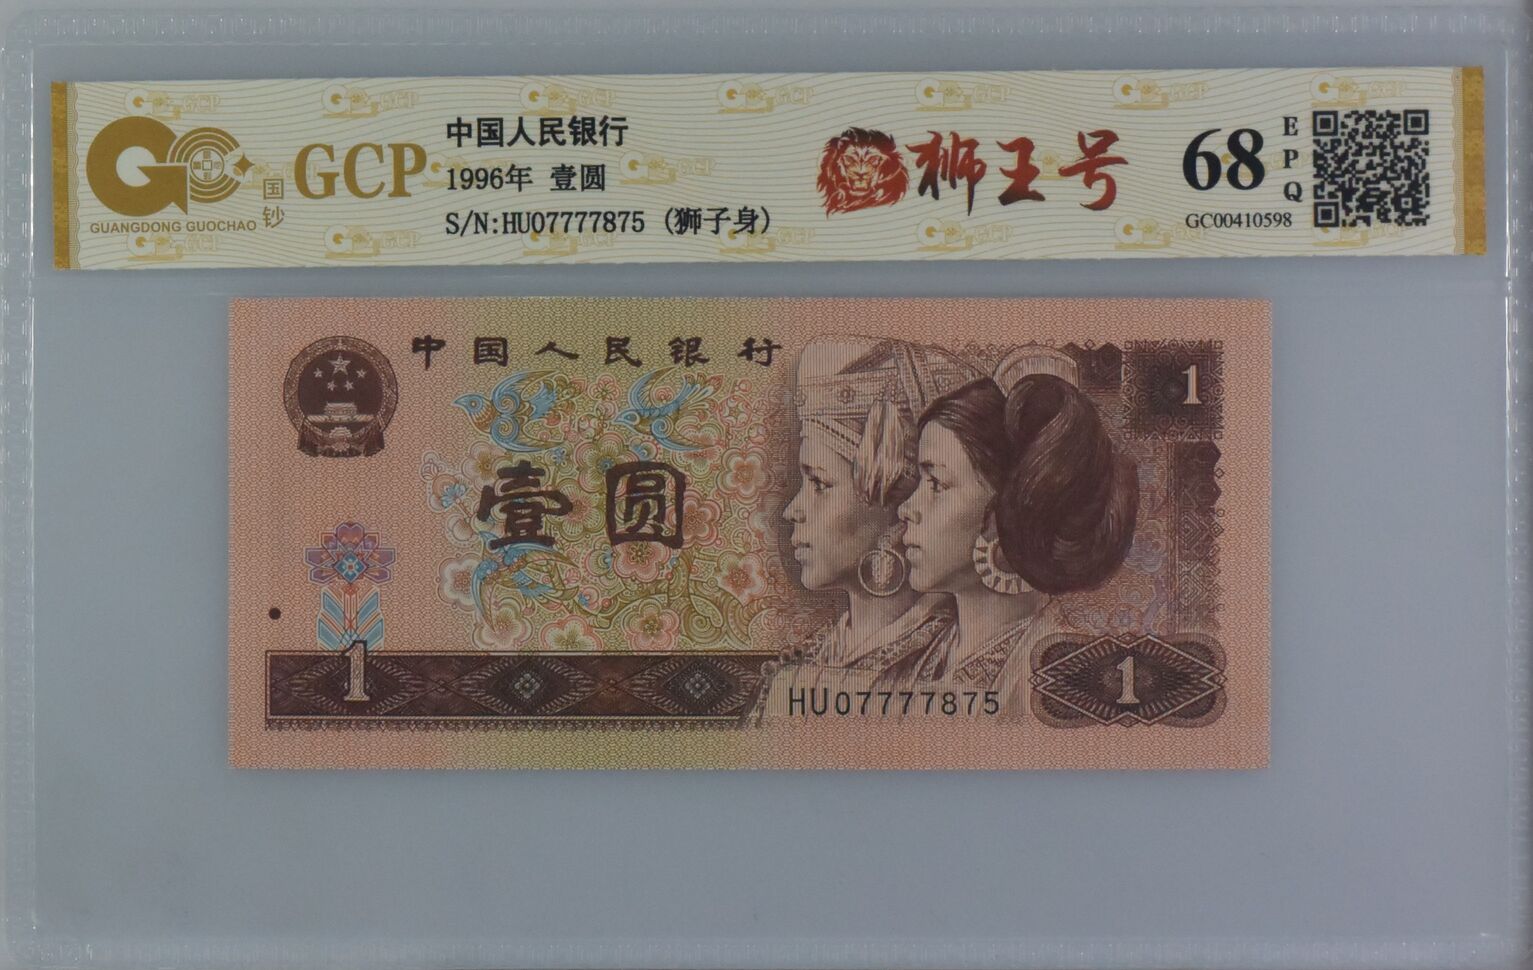 GCP
国钞
GUANGDONG GUOCHAO
中国人民银行
1996年 壹圆
S/N:HU07777875 (狮子身)
狮王号
68
EPQ
GC00410598
中国人民银行
1
壹圆
1
HU07777875
1